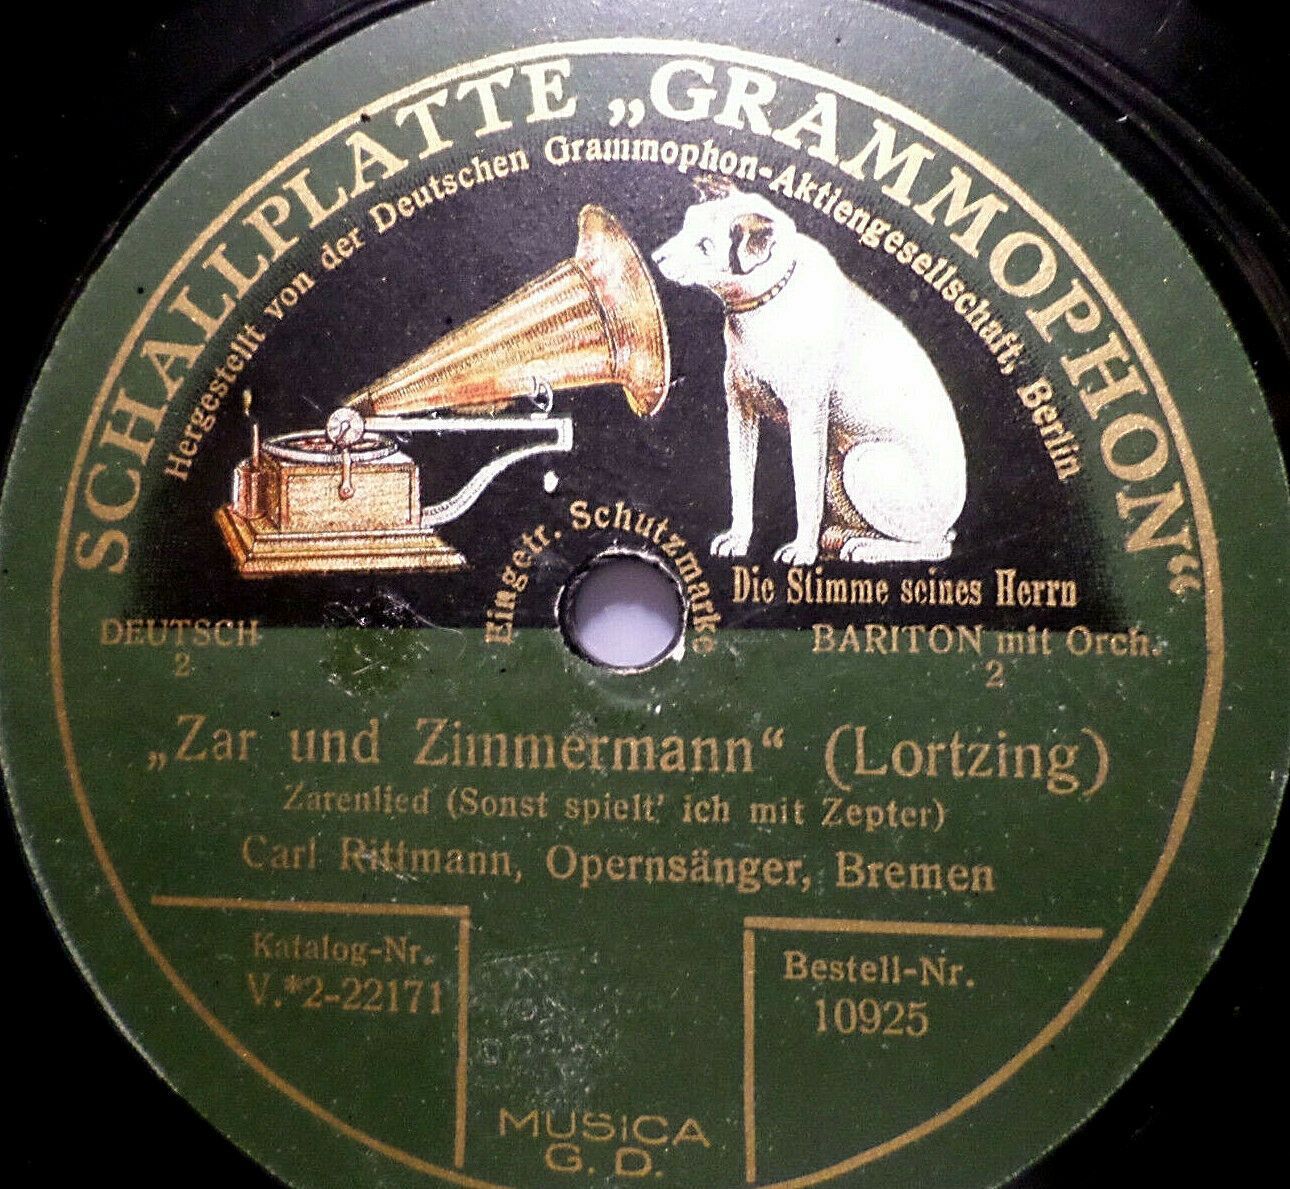 SCHALLPLATTE „GRAMMOPHON“
Hergestellt von der Deutschen Grammophon-Aktiengesellschaft, Berlin
Eingetr. Schutzmarke
Die Stimme seines Herrn
DEUTSCH
2
BARITON mit Orch.
2
„Zar und Zimmermann“ (Lortzing)
Zarenlied (Sonst spielt' ich mit Zepter)
Carl Rittmann, Opernsänger, Bremen
Katalog-Nr.
V.*2-22171
Bestell-Nr.
10925
MUSICA
G. D.